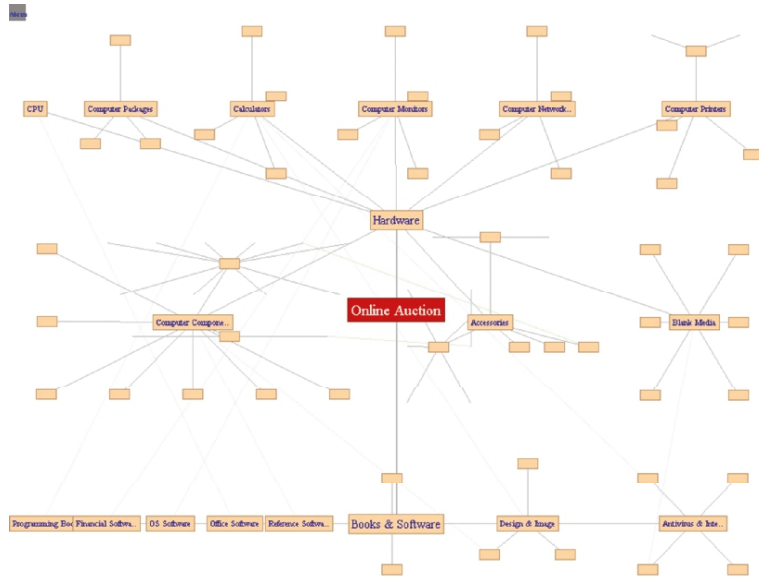 CPU
Computer Packages
Calculators
Computer Monitors
Computer Network...
Computer Printers
Hardware
Online Auction
Computer Compone...
Accessories
Blank Media
Programming Boo
Financial Softwa...
OS Software
Office Software
Reference Softwa...
Books & Software
Design & Image
Antivirus & Inte...